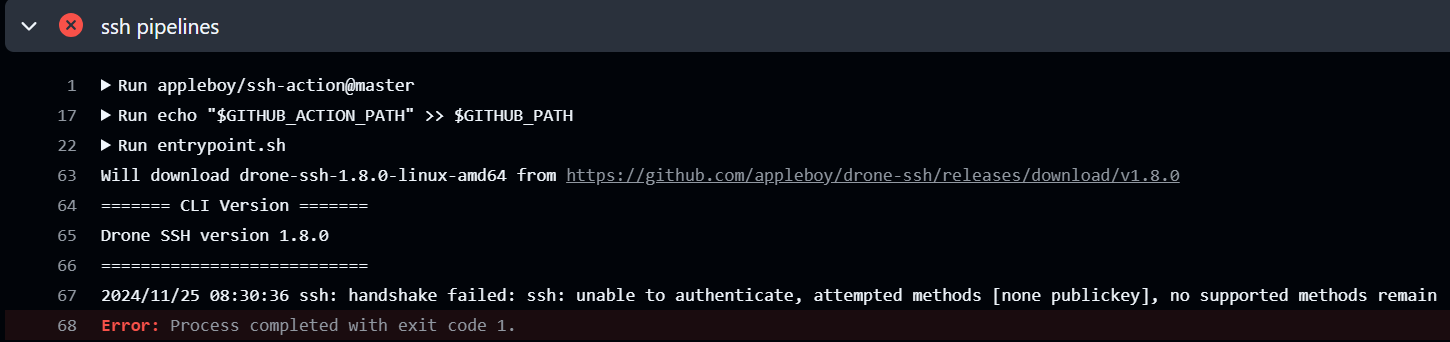 ssh pipelines
1 Run appleboy/ssh-action@master
17 Run echo "$GITHUB_ACTION_PATH" >> $GITHUB_PATH
22 Run entrypoint.sh
63 Will download drone-ssh-1.8.0-linux-amd64 from https://github.com/appleboy/drone-ssh/releases/download/v1.8.0
64 ======= CLI Version =======
65 Drone SSH version 1.8.0
66 ===========================
67 2024/11/25 08:30:36 ssh: handshake failed: ssh: unable to authenticate, attempted methods [none publickey], no supported methods remain
68 Error: Process completed with exit code 1.